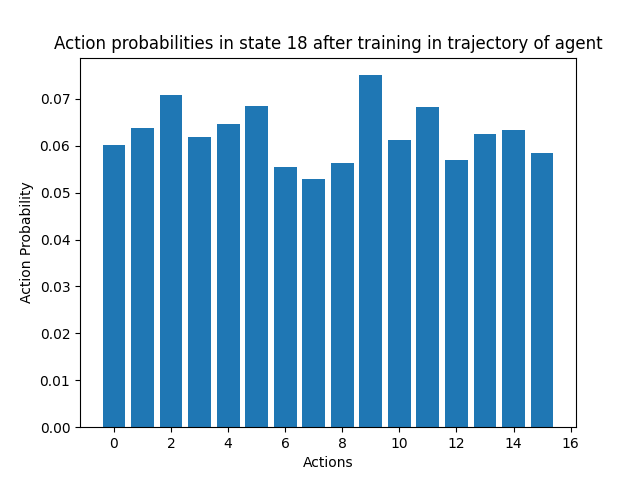 Action probabilities in state 18 after training in trajectory of agent
0.07
0.06
0.05
0.04
0.03
0.02
0.01
0.00
Action Probability
0 2 4 6 8 10 12 14 16
Actions